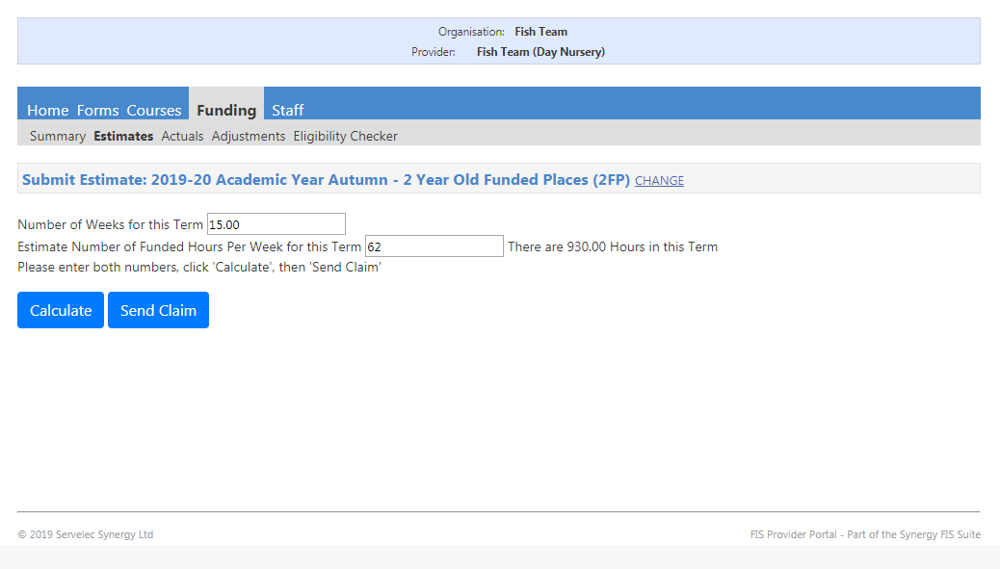 Organisation: Fish Team
Provider: Fish Team (Day Nursery)
Home Forms Courses Funding Staff
Summary Estimates Actuals Adjustments Eligibility Checker
Submit Estimate: 2019-20 Academic Year Autumn - 2 Year Old Funded Places (2FP) CHANGE
Number of Weeks for this Term 15.00
Estimate Number of Funded Hours Per Week for this Term 62 There are 930.00 Hours in this Term
Please enter both numbers, click 'Calculate', then 'Send Claim'
Calculate Send Claim
© 2019 Servelec Synergy Ltd FIS Provider Portal - Part of the Synergy FIS Suite